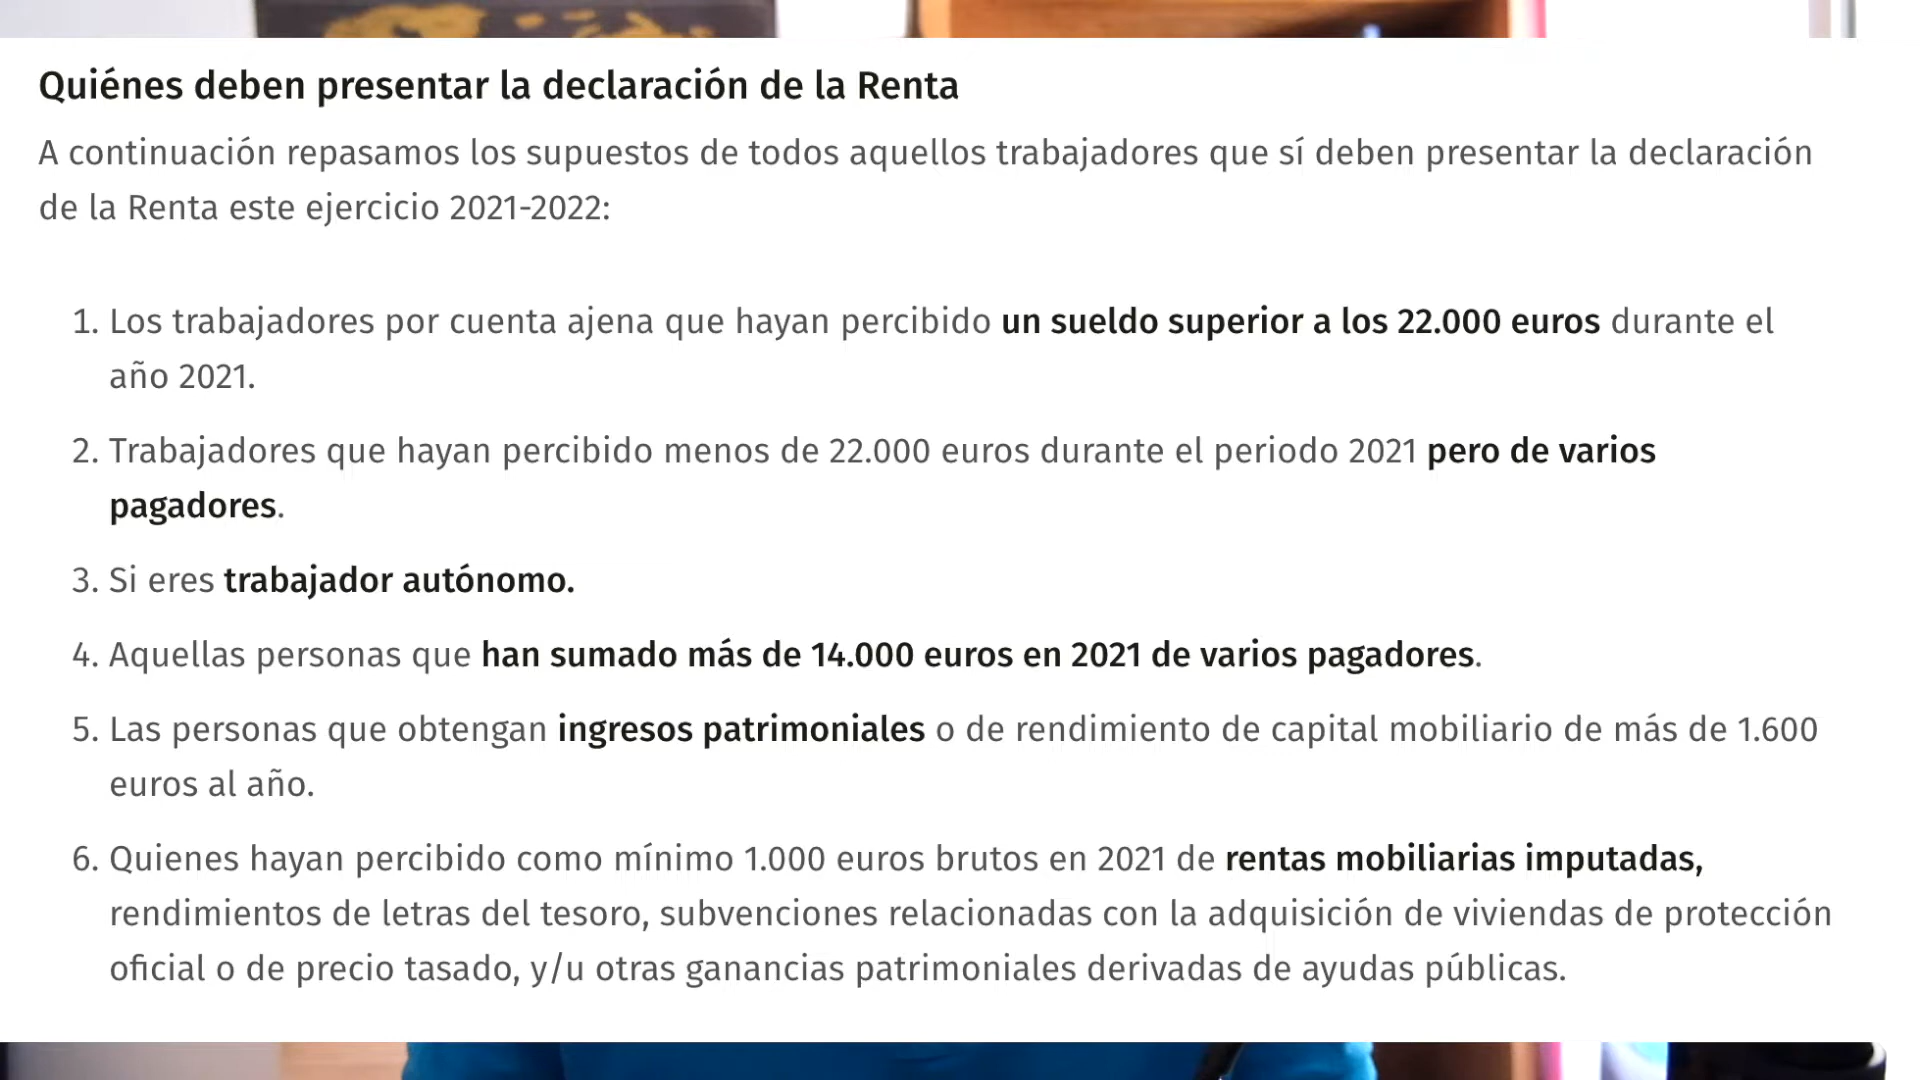 Quiénes deben presentar la declaración de la Renta
A continuación repasamos los supuestos de todos aquellos trabajadores que sí deben presentar la declaración
de la Renta este ejercicio 2021-2022:
1. Los trabajadores por cuenta ajena que hayan percibido un sueldo superior a los 22.000 euros durante el
año 2021.
2. Trabajadores que hayan percibido menos de 22.000 euros durante el periodo 2021 pero de varios
pagadores.
3. Si eres trabajador autónomo.
4. Aquellas personas que han sumado más de 14.000 euros en 2021 de varios pagadores.
5. Las personas que obtengan ingresos patrimoniales o de rendimiento de capital mobiliario de más de 1.600
euros al año.
6. Quienes hayan percibido como mínimo 1.000 euros brutos en 2021 de rentas mobiliarias imputadas,
rendimientos de letras del tesoro, subvenciones relacionadas con la adquisición de viviendas de protección
oficial o de precio tasado, y/u otras ganancias patrimoniales derivadas de ayudas públicas.